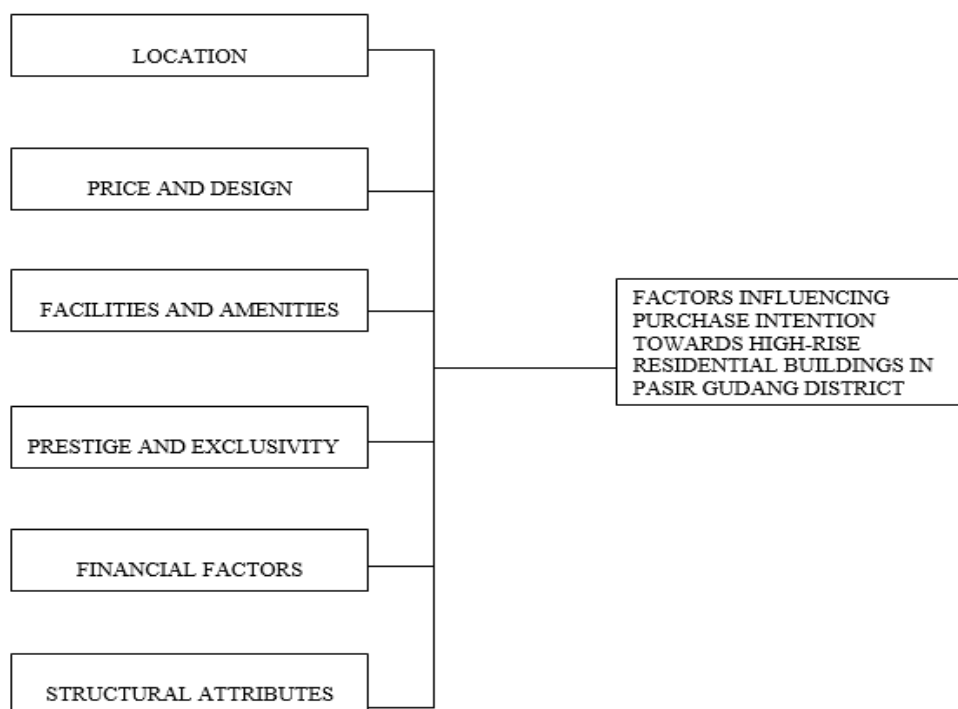 LOCATION
PRICE AND DESIGN
FACILITIES AND AMENITIES
PRESTIGE AND EXCLUSIVITY
FINANCIAL FACTORS
STRUCTURAL ATTRIBUTES
FACTORS INFLUENCING
PURCHASE INTENTION
TOWARDS HIGH-RISE
RESIDENTIAL BUILDINGS IN
PASIR GUDANG DISTRICT